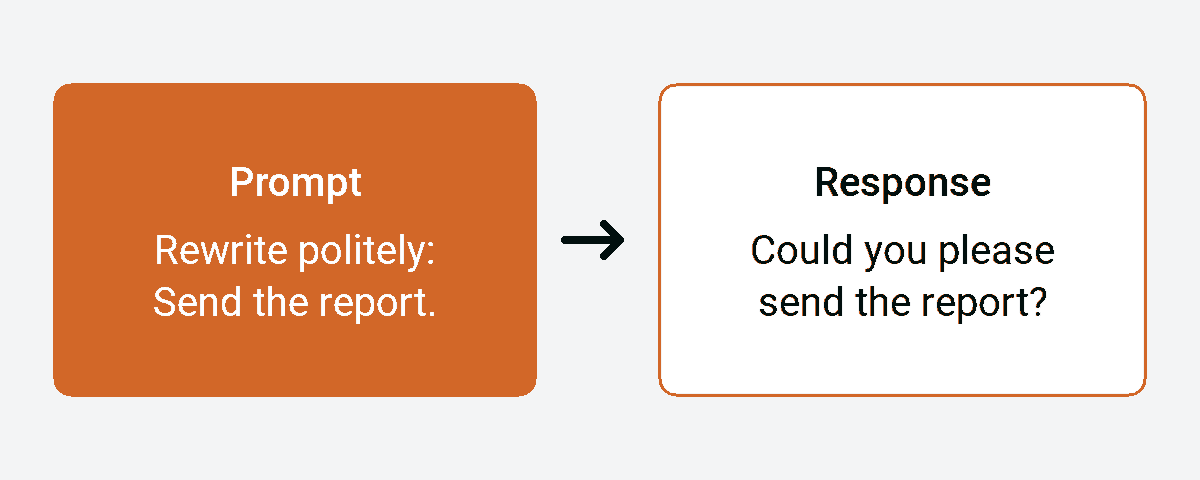 Prompt
Rewrite politely:
Send the report.
Response
Could you please
send the report?